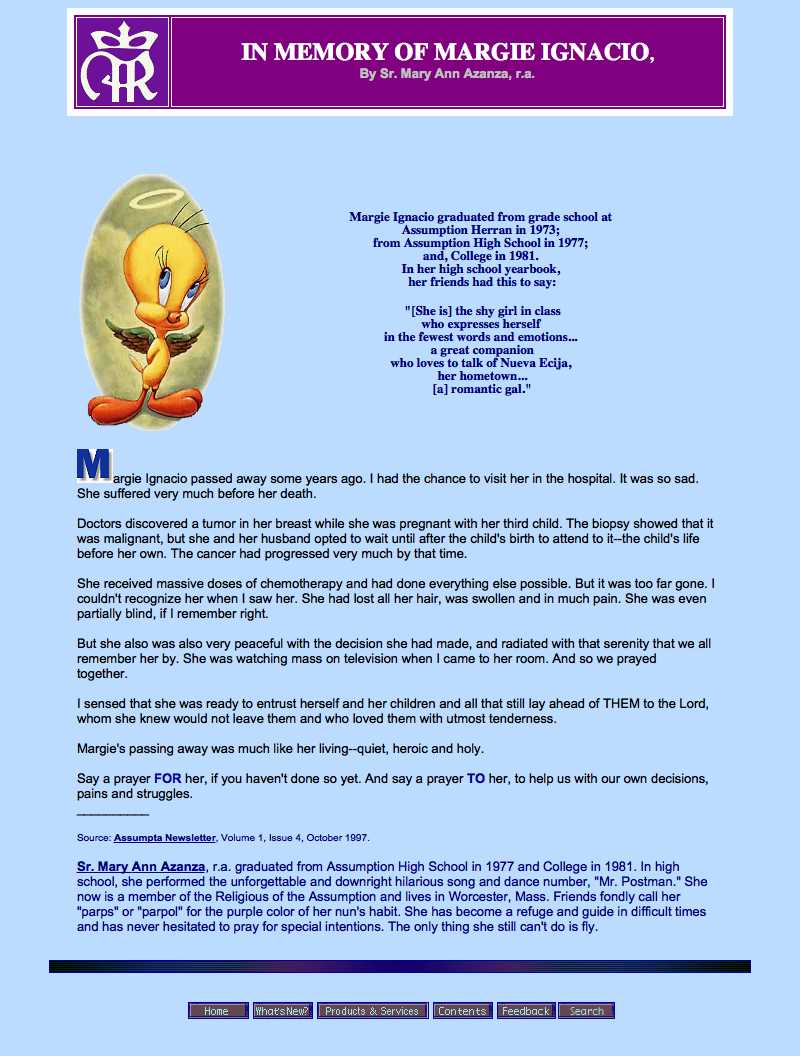 IN MEMORY OF MARGIE IGNACIO,
By Sr. Mary Ann Azanza, r.a.
Margie Ignacio graduated from grade school at
Assumption Herran in 1973;
from Assumption High School in 1977;
and, College in 1981.
In her high school yearbook,
her friends had this to say:
"[She is] the shy girl in class
who expresses herself
in the fewest words and emotions...
a great companion
who loves to talk of Nueva Ecija,
her hometown...
[a] romantic gal."
Margie Ignacio passed away some years ago. I had the chance to visit her in the hospital. It was so sad.
She suffered very much before her death.
Doctors discovered a tumor in her breast while she was pregnant with her third child. The biopsy showed that it
was malignant, but she and her husband opted to wait until after the child's birth to attend to it--the child's life
before her own. The cancer had progressed very much by that time.
She received massive doses of chemotherapy and had done everything else possible. But it was too far gone. I
couldn't recognize her when I saw her. She had lost all her hair, was swollen and in much pain. She was even
partially blind, if I remember right.
But she also was also very peaceful with the decision she had made, and radiated with that serenity that we all
remember her by. She was watching mass on television when I came to her room. And so we prayed
together.
I sensed that she was ready to entrust herself and her children and all that still lay ahead of THEM to the Lord,
whom she knew would not leave them and who loved them with utmost tenderness.
Margie's passing away was much like her living--quiet, heroic and holy.
Say a prayer FOR her, if you haven't done so yet. And say a prayer TO her, to help us with our own decisions,
pains and struggles.
__________
Source: Assumpta Newsletter, Volume 1, Issue 4, October 1997.
Sr. Mary Ann Azanza, r.a. graduated from Assumption High School in 1977 and College in 1981. In high
school, she performed the unforgettable and downright hilarious song and dance number, "Mr. Postman." She
now is a member of the Religious of the Assumption and lives in Worcester, Mass. Friends fondly call her
"parps" or "parpol" for the purple color of her nun's habit. She has become a refuge and guide in difficult times
and has never hesitated to pray for special intentions. The only thing she still can't do is fly.
Home What's New? Products & Services Contents Feedback Search